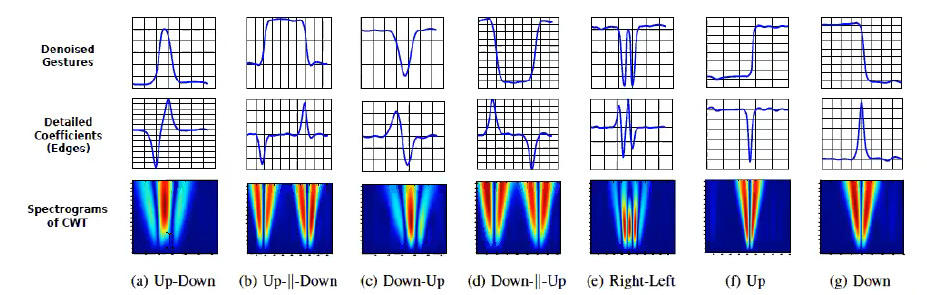 Denoised
Gestures
Detailed
Coefficients
(Edges)
Spectrograms
of CWT
(a) Up-Down
(b) Up-||-Down
(c) Down-Up
(d) Down-||-Up
(e) Right-Left
(f) Up
(g) Down